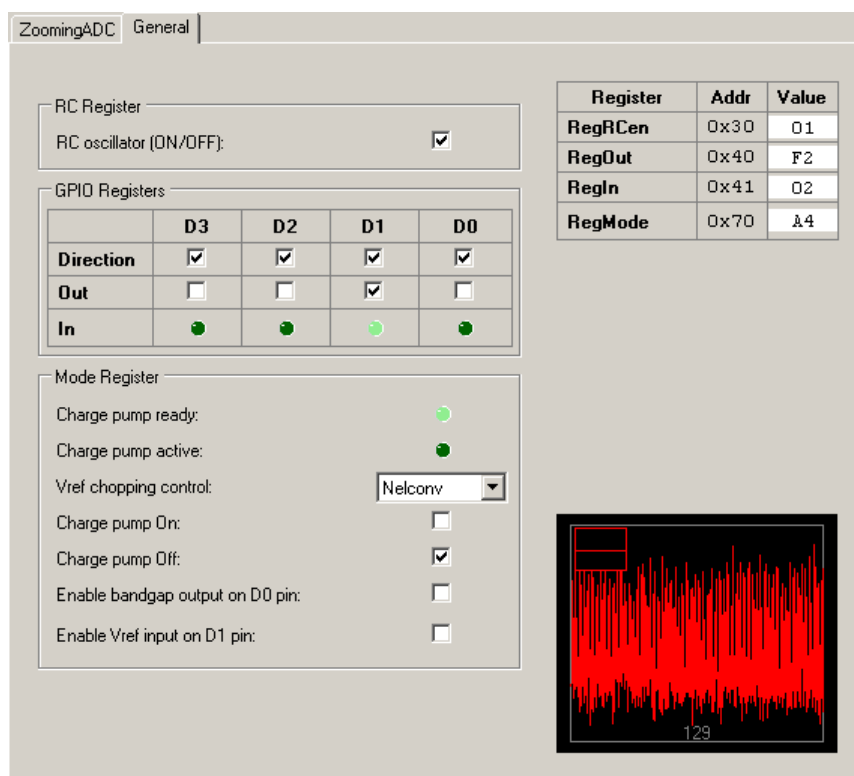 ZoomingADC General
RC Register
RC oscillator (ON/OFF):
GPIO Registers
D3 D2 D1 D0
Direction
Out
In
Mode Register
Charge pump ready:
Charge pump active:
Vref chopping control: Nelconv
Charge pump On:
Charge pump Off:
Enable bandgap output on D0 pin:
Enable Vref input on D1 pin:
Register Addr Value
RegRCen 0x30 01
RegOut 0x40 F2
RegIn 0x41 02
RegMode 0x70 A4
129